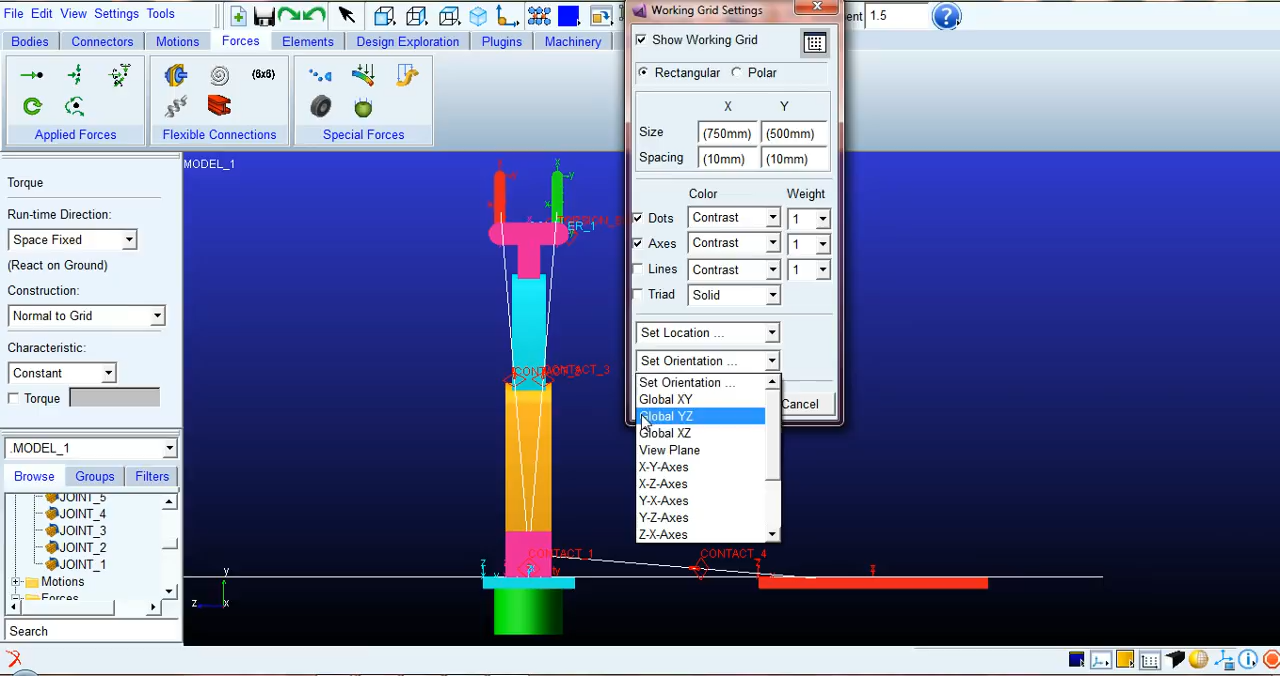 File Edit View Settings Tools
Working Grid Settings
ent 1.5
Bodies Connectors Motions Forces Elements Design Exploration Plugins Machinery
Show Working Grid
Rectangular Polar
(6x6)
Applied Forces Flexible Connections Special Forces
X Y
Size (750mm) (500mm)
Spacing (10mm) (10mm)
MODEL_1
Torque
Run-time Direction:
Space Fixed
(React on Ground)
Construction:
Normal to Grid
Characteristic:
Constant
Torque
Color Weight
Dots Contrast 1
Axes Contrast 1
Lines Contrast 1
Triad Solid
Set Location ...
Set Orientation ...
Set Orientation ...
Global XY
Global YZ
Global XZ
View Plane
X-Y-Axes
X-Z-Axes
Y-X-Axes
Y-Z-Axes
Z-X-Axes
Cancel
ER_1
CONTACT_3
CONTACT_1
CONTACT_4
.MODEL_1
Browse Groups Filters
JOINT_5
JOINT_4
JOINT_3
JOINT_2
JOINT_1
Motions
Forces
Search
y
z x